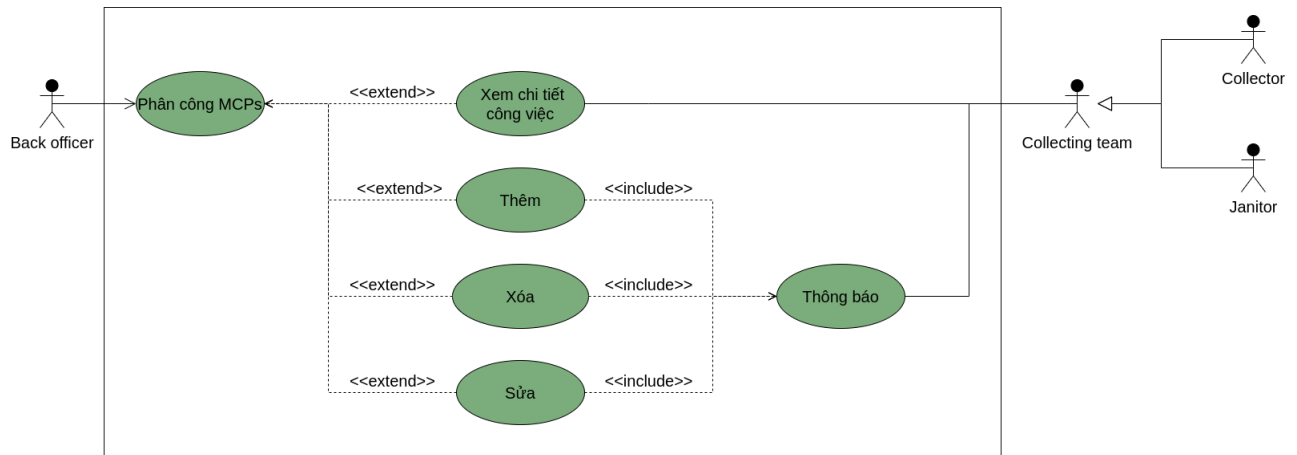 Back officer
Phân công MCPs
<<extend>>
Xem chi tiết
công việc
<<extend>>
Thêm
<<include>>
<<extend>>
Xóa
<<include>>
Thông báo
<<extend>>
Sửa
<<include>>
Collecting team
Collector
Janitor